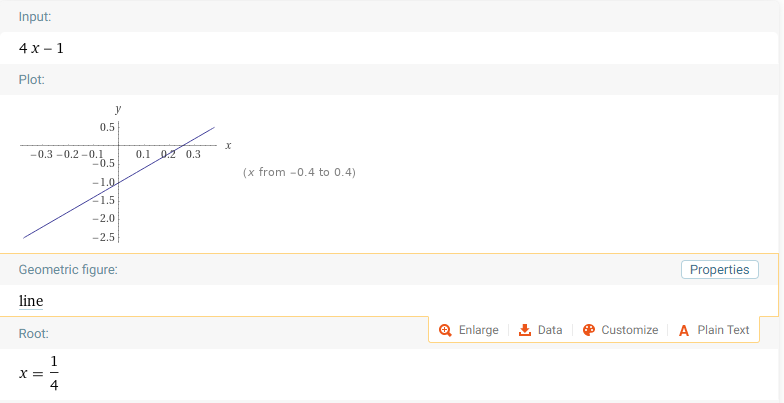 Input:
4 x − 1
Plot:
y
0.5
x
−0.3 −0.2 −0.1 0.1 0.2 0.3
−0.5
(x from −0.4 to 0.4)
−1.0
−1.5
−2.0
−2.5
Geometric figure: Properties
line
Root: Enlarge Data Customize A Plain Text
x = 1/4